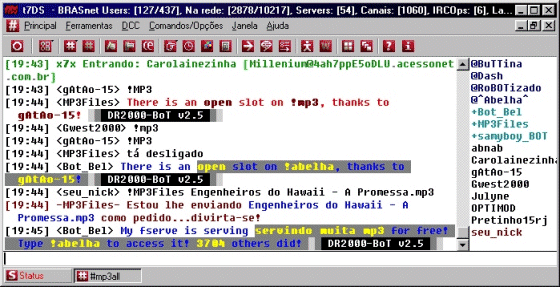 t7DS - BRASnet Users: [127/437], Na rede: [2878/10217], Servers: [54], Canais: [1060], IRCOps: [6], La...
Principal Ferramentas DCC Comandos/Opções Janela Ajuda
[19:43] x7x Entrando: Carolainezinha [Millenium@4ah7ppE5oDLU.acessonet
.com.br]
[19:43] <gAtAo-15> !MP3
[19:44] <MP3Files> There is an open slot on !mp3, thanks to
gAtAo-15! DR2000-BoT v2.5
[19:44] <Gwest2000> !mp3
[19:44] <gAtAo-15> !mp3
[19:44] <MP3Files> tá desligado
[19:44] <Bot_Bel> There is an open slot on !abelha, thanks to
gAtAo-15! DR2000-BoT v2.5
[19:44] <seu_nick> !MP3Files Engenheiros do Hawaii - A Promessa.mp3
[19:44] -MP3Files- Estou lhe enviando Engenheiros do Hawaii - A
Promessa.mp3 como pedido...divirta-se!
[19:45] <Bot_Bel> My fserve is serving servindo muita mp3 for free!
Type !abelha to access it! 3704 others did! DR2000-BoT v2.5
@BuTTina
@Dash
@RoBOTizado
@^Abelha^
+Bot_Bel
+MP3Files
+samyboy_BOT
abnab
Carolainezinha
gAtAo-15
Gwest2000
Julyne
OPTIMOD
Pretinho15rj
seu_nick
Status
#mp3all